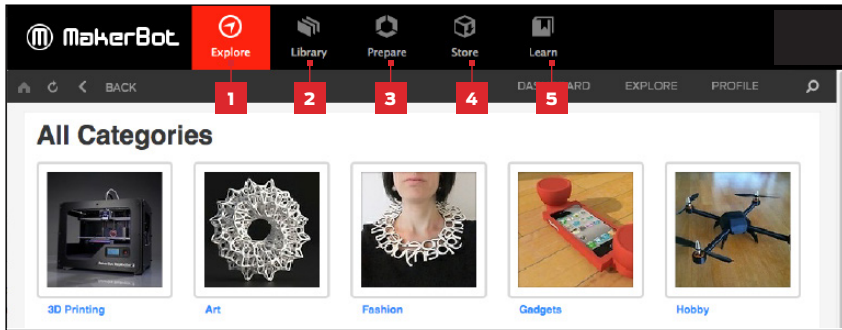 MakerBot
Explore Library Prepare Store Learn
1 2 3 4 5
BACK EXPLORE PROFILE
All Categories
3D Printing Art Fashion Gadgets Hobby